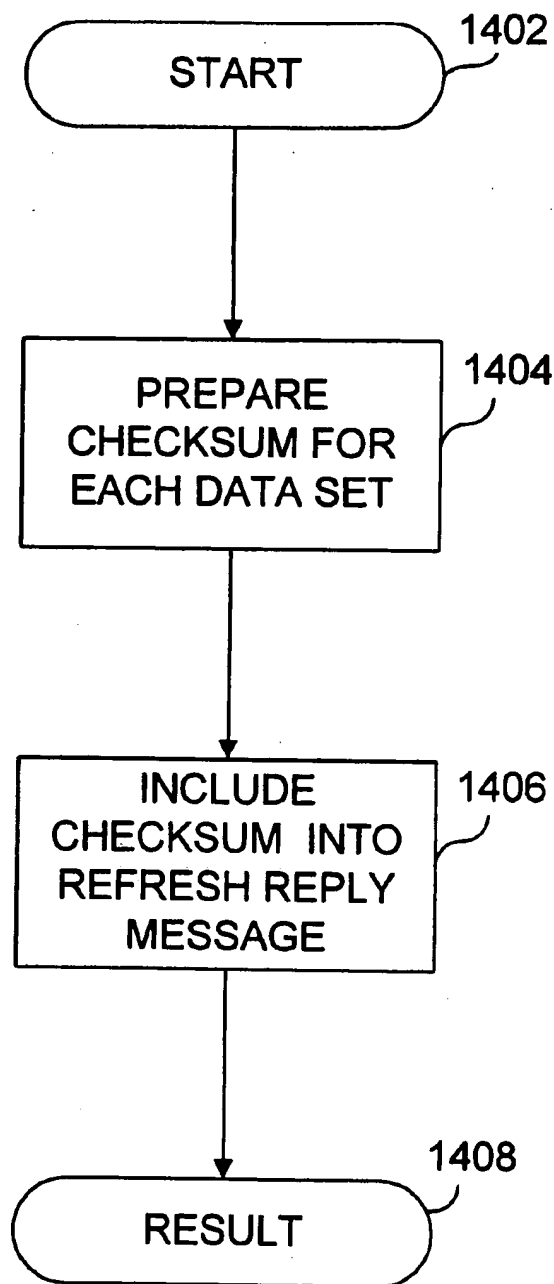 1402
START
1404
PREPARE
CHECKSUM FOR
EACH DATA SET
1406
INCLUDE
CHECKSUM INTO
REFRESH REPLY
MESSAGE
1408
RESULT